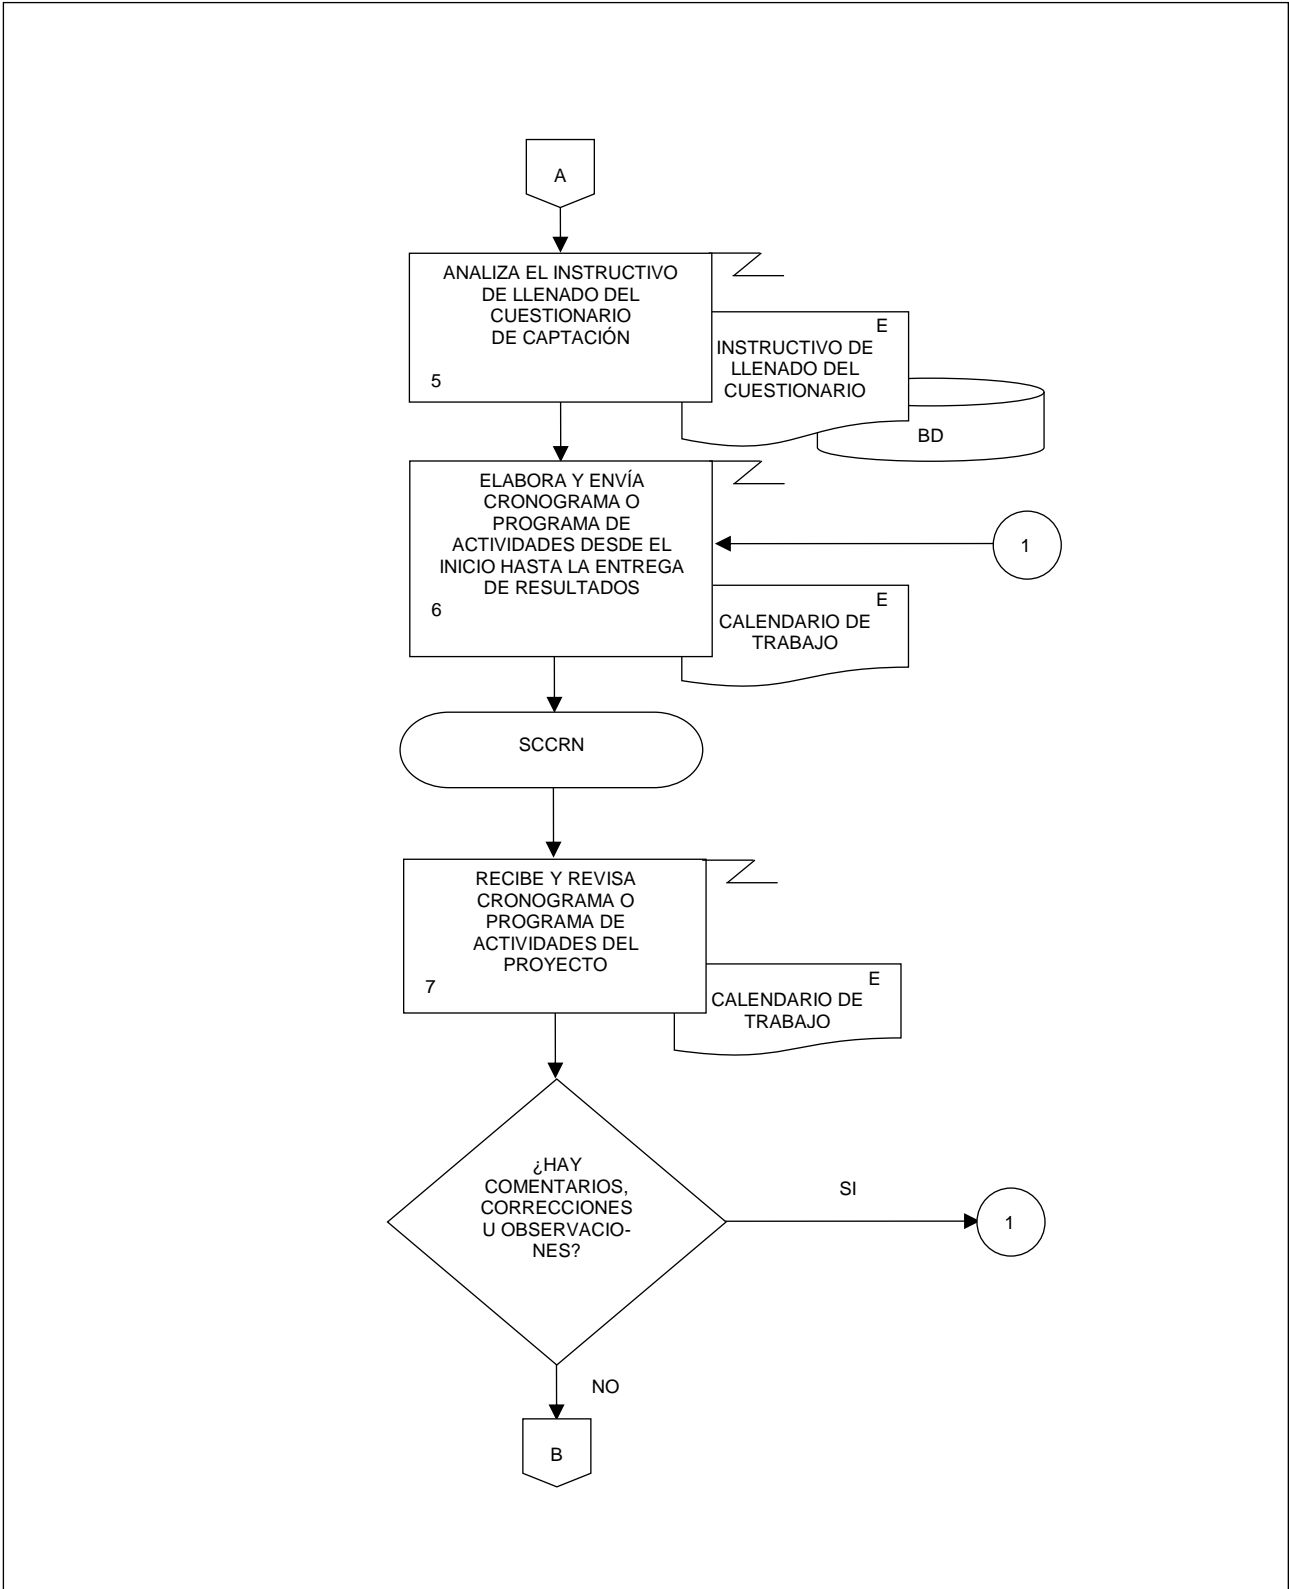 A
ANALIZA EL INSTRUCTIVO
DE LLENADO DEL
CUESTIONARIO
DE CAPTACIÓN
5
E
INSTRUCTIVO DE
LLENADO DEL
CUESTIONARIO
BD
ELABORA Y ENVÍA
CRONOGRAMA O
PROGRAMA DE
ACTIVIDADES DESDE EL
INICIO HASTA LA ENTREGA
DE RESULTADOS
6
1
E
CALENDARIO DE
TRABAJO
SCCRN
RECIBE Y REVISA
CRONOGRAMA O
PROGRAMA DE
ACTIVIDADES DEL
PROYECTO
7
E
CALENDARIO DE
TRABAJO
¿HAY
COMENTARIOS,
CORRECCIONES
U OBSERVACIO-
NES?
SI
1
NO
B